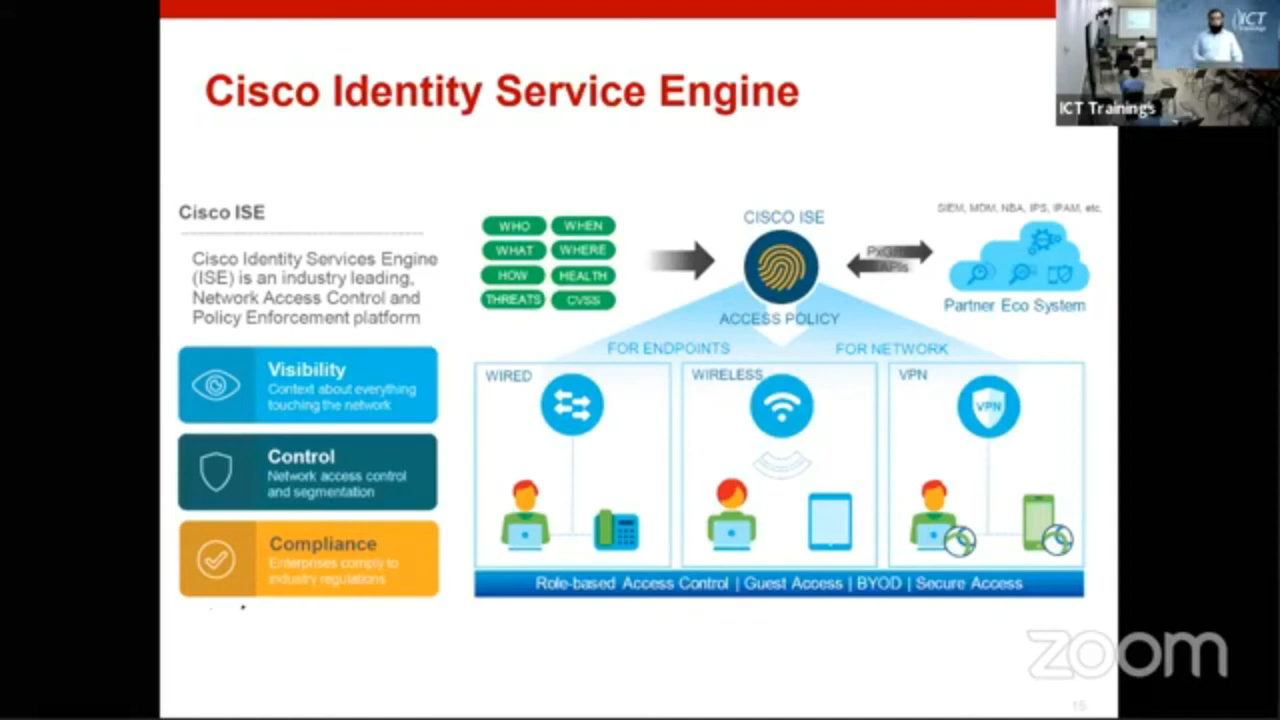 Cisco Identity Service Engine
ICT
ICT Trainings
Cisco ISE
Cisco Identity Services Engine
(ISE) is an industry leading,
Network Access Control and
Policy Enforcement platform
Visibility
Context about everything
touching the network
Control
Network access control
and segmentation
Compliance
Enterprises comply to
industry regulations
WHO WHEN
WHAT WHERE
HOW HEALTH
THREATS CVSS
CISCO ISE
ACCESS POLICY
APIs
SIEM, MDM, NBA, IPS, IPAM, etc.
Partner Eco System
FOR ENDPOINTS
FOR NETWORK
WIRED
WIRELESS
VPN
VPN
Role-based Access Control | Guest Access | BYOD | Secure Access
zoom
15